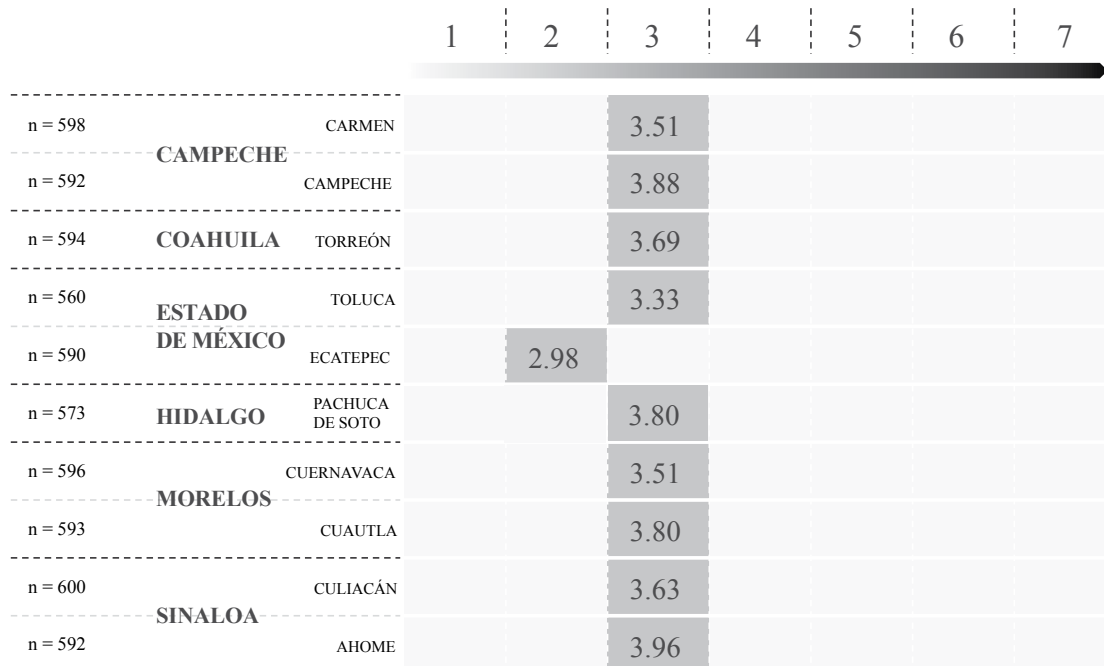 1 2 3 4 5 6 7
n = 598 CARMEN 3.51
CAMPECHE
n = 592 CAMPECHE 3.88
n = 594 COAHUILA TORREÓN 3.69
n = 560 TOLUCA 3.33
ESTADO
DE MÉXICO
n = 590 ECATEPEC 2.98
n = 573 HIDALGO PACHUCA
DE SOTO 3.80
n = 596 CUERNAVACA 3.51
MORELOS
n = 593 CUAUTLA 3.80
n = 600 CULIACÁN 3.63
SINALOA
n = 592 AHOME 3.96